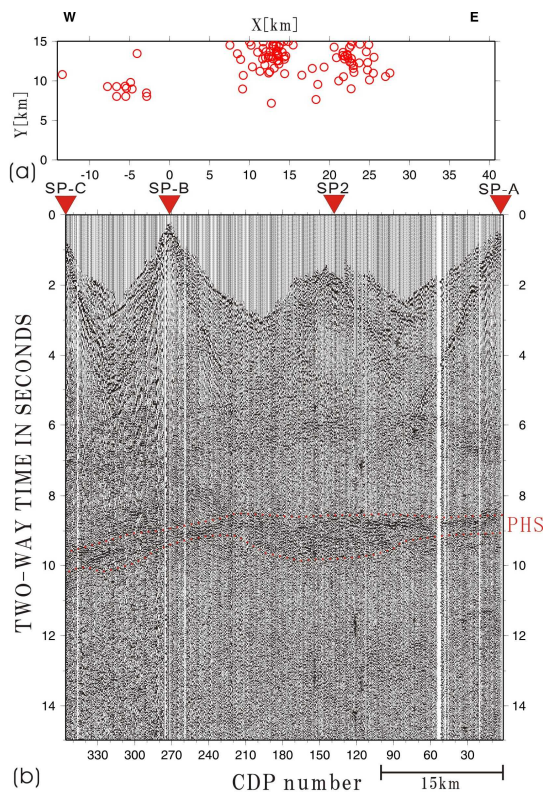 W X[km] E
15
10
Y[km]
5
0
-10 -5 0 5 10 15 20 25 30 35 40
(a)
SP-C SP-B SP2 SP-A
0 0
2 2
4 4
6 6
8 8
PHS
10 10
12 12
14 14
TWO-WAY TIME IN SECONDS
330 300 270 240 210 180 150 120 90 60 30
(b) CDP number 15km